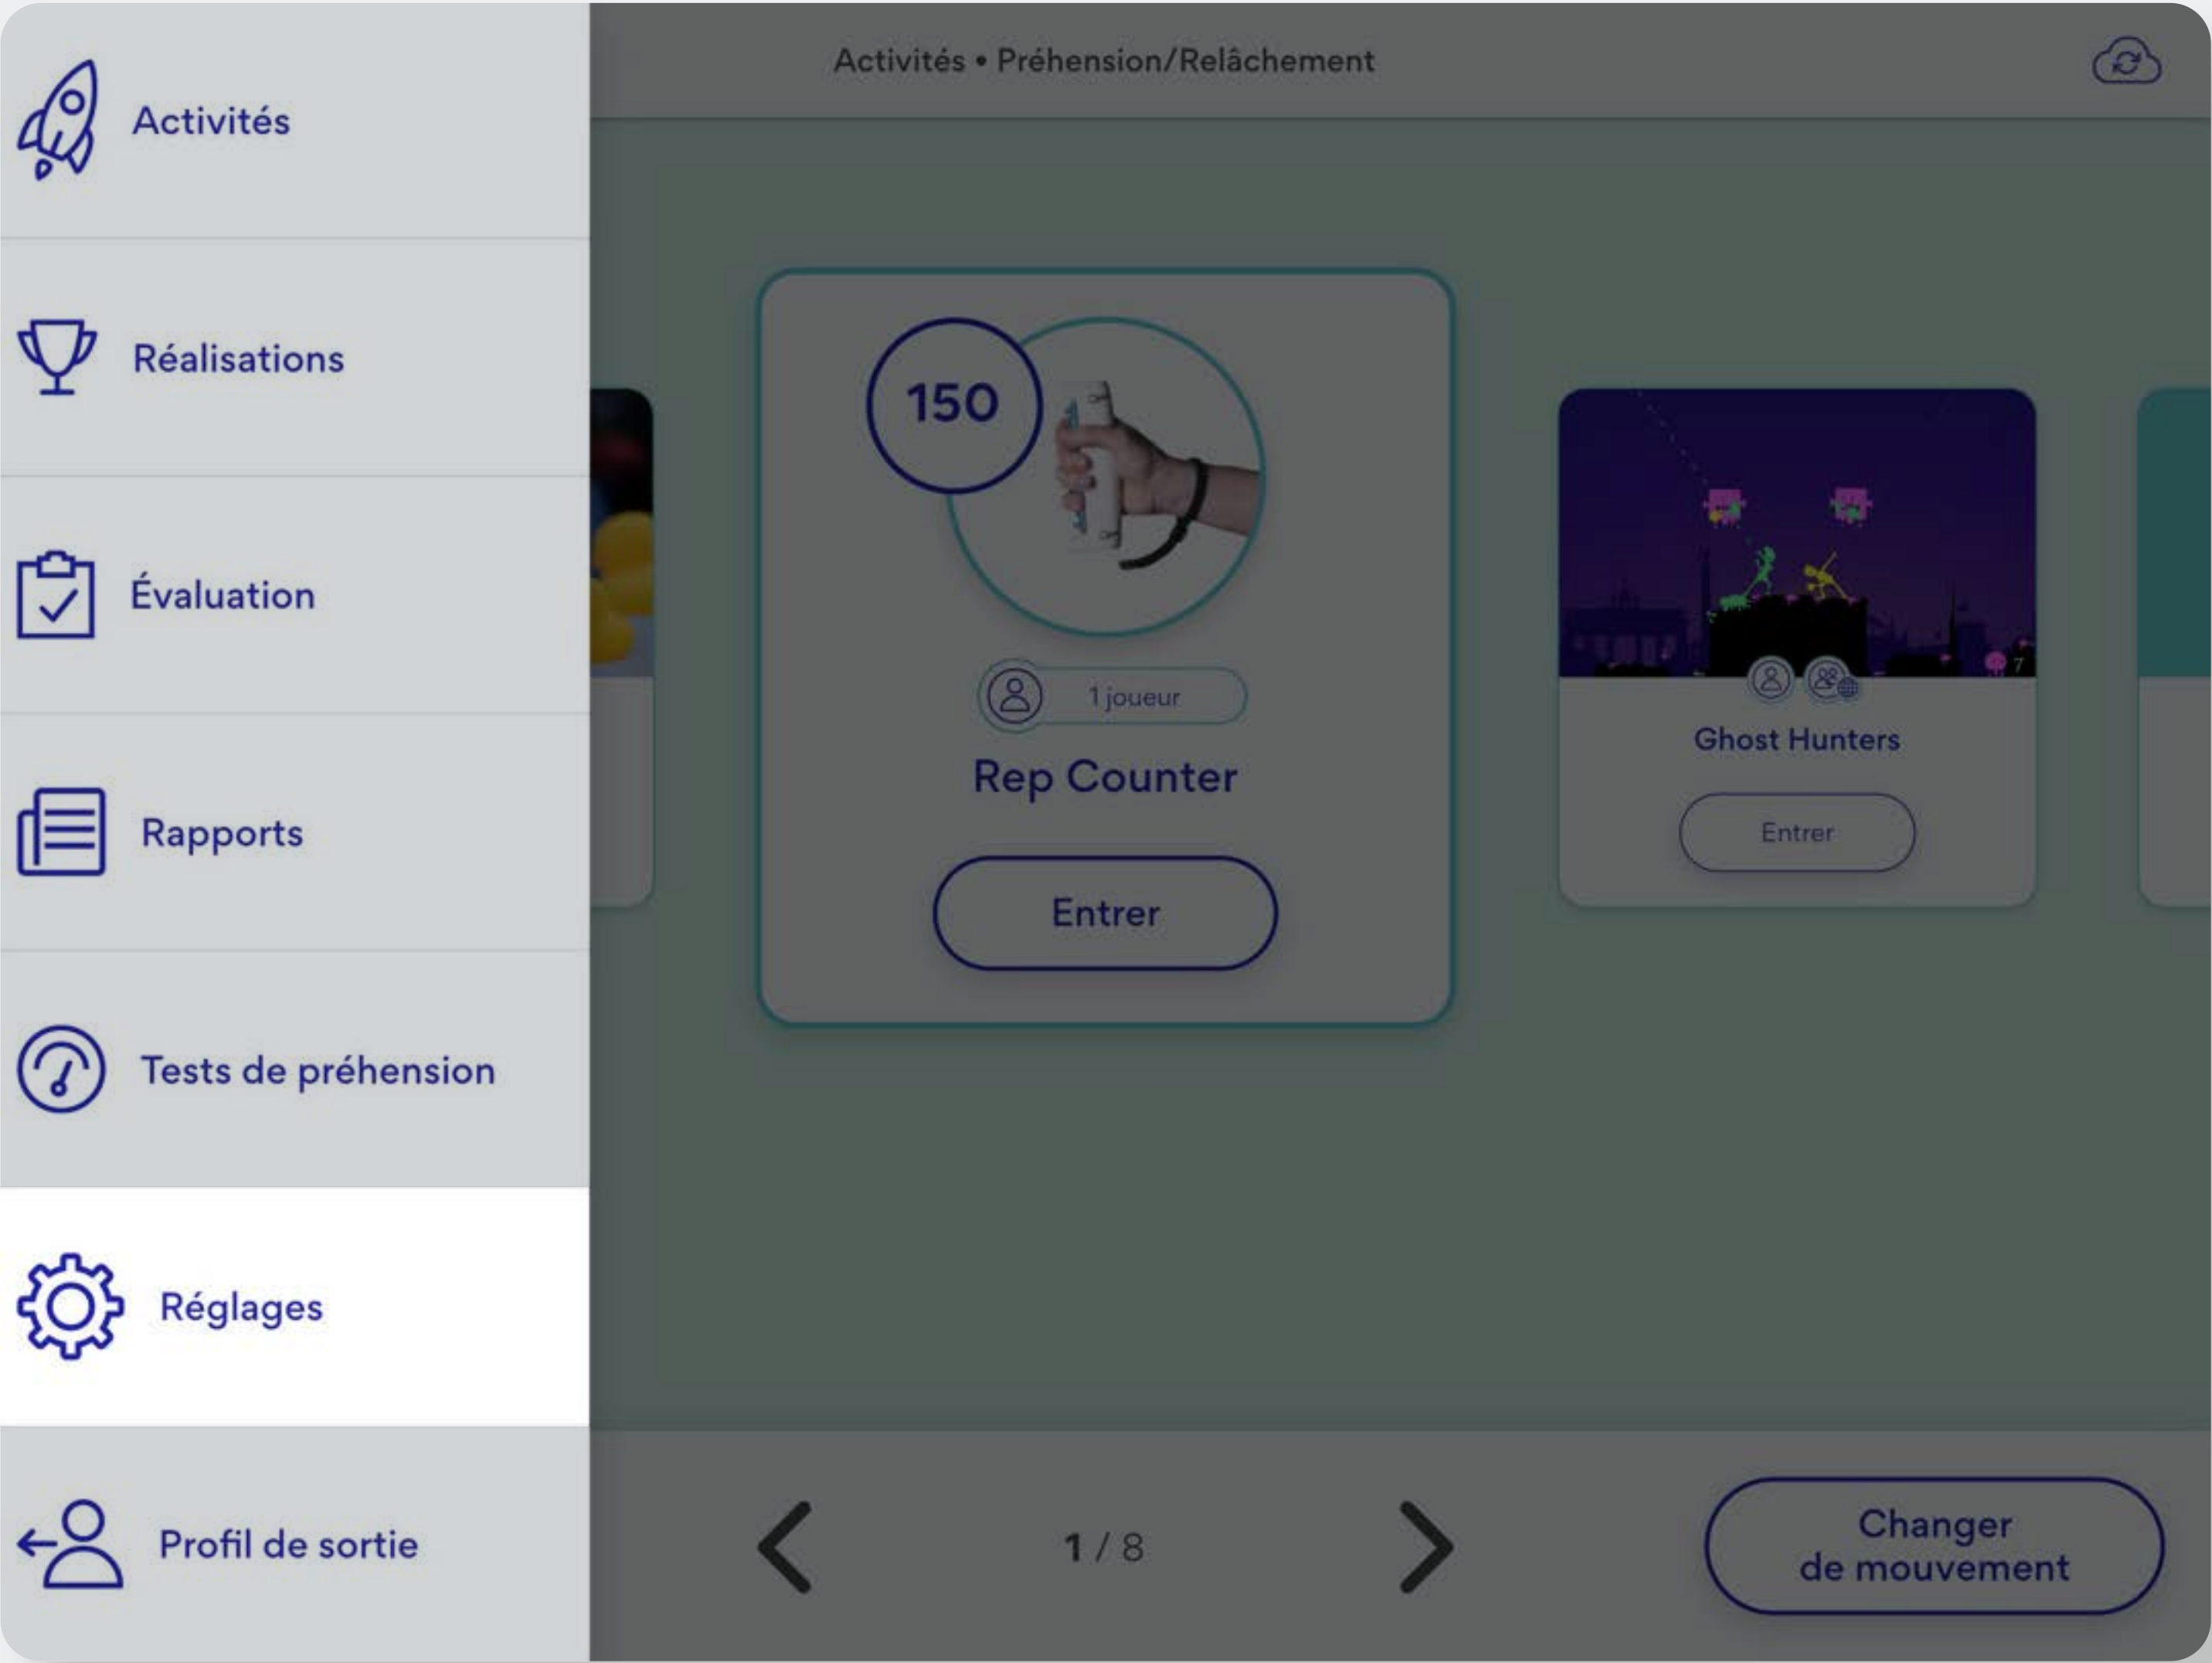 Activités
Réalisations
Évaluation
Rapports
Tests de préhension
Réglages
Profil de sortie
Activités • Préhension/Relâchement
150
1 joueur
Rep Counter
Entrer
7
Ghost Hunters
Entrer
1 / 8
Changer
de mouvement